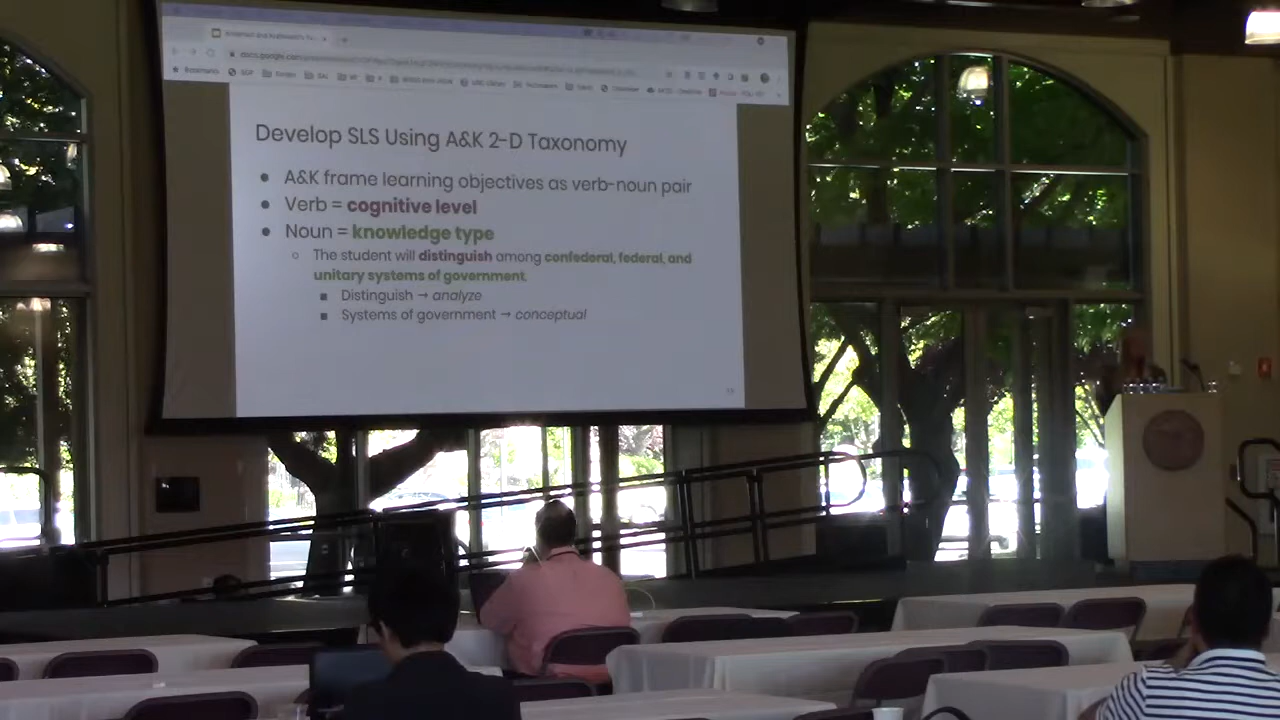 Develop SLS Using A&K 2-D Taxonomy
● A&K frame learning objectives as verb-noun pair
● Verb = cognitive level
● Noun = knowledge type
○ The student will distinguish among confederal, federal, and
unitary systems of government.
■ Distinguish → analyze
■ Systems of government → conceptual